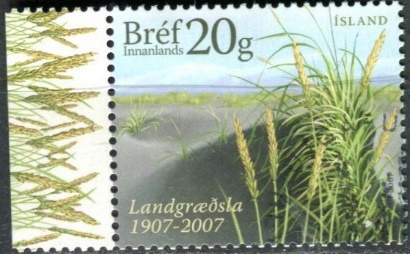 Bréf 20g
Innanlands
ÍSLAND
Landgræðsla
1907-2007